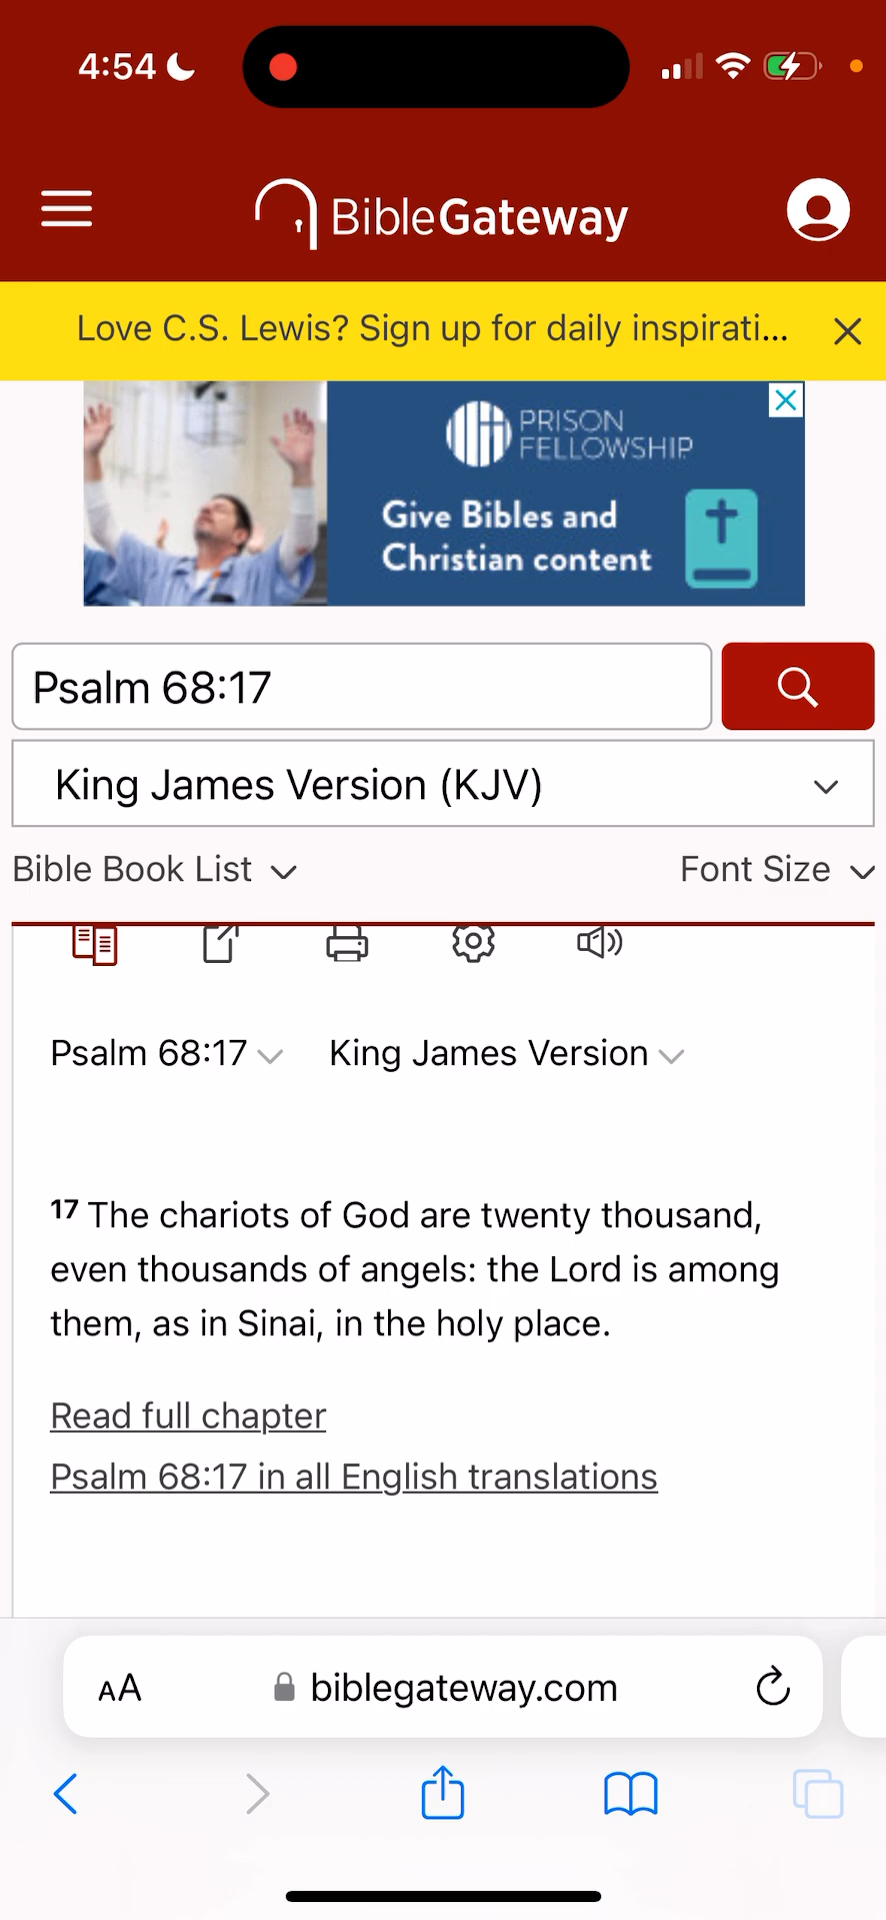 4:54
BibleGateway
Love C.S. Lewis? Sign up for daily inspirati...
PRISON
FELLOWSHIP
Give Bibles and
Christian content
Psalm 68:17
King James Version (KJV)
Bible Book List
Font Size
Psalm 68:17
King James Version
17 The chariots of God are twenty thousand,
even thousands of angels: the Lord is among
them, as in Sinai, in the holy place.
Read full chapter
Psalm 68:17 in all English translations
AA
biblegateway.com